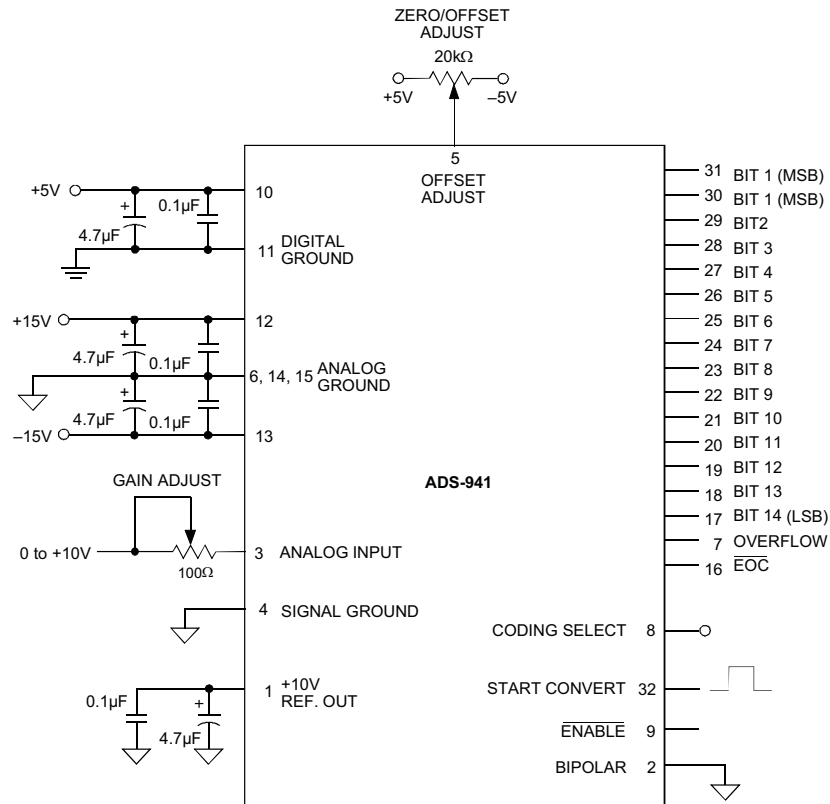 ZERO/OFFSET
ADJUST
20kΩ
+5V
–5V
5
OFFSET
ADJUST
+5V
+
4.7µF
0.1µF
10
11 DIGITAL
GROUND
+15V
+
4.7µF
0.1µF
12
6, 14, 15 ANALOG
GROUND
+
4.7µF
0.1µF
–15V
13
GAIN ADJUST
0 to +10V
100Ω
3 ANALOG INPUT
4 SIGNAL GROUND
0.1µF
+
4.7µF
1 +10V
REF. OUT
ADS-941
31 BIT 1 (MSB)
30 BIT 1 (MSB)
29 BIT2
28 BIT 3
27 BIT 4
26 BIT 5
25 BIT 6
24 BIT 7
23 BIT 8
22 BIT 9
21 BIT 10
20 BIT 11
19 BIT 12
18 BIT 13
17 BIT 14 (LSB)
7 OVERFLOW
16 E̅O̅C̅
CODING SELECT 8
START CONVERT 32
E̅N̅A̅B̅L̅E̅ 9
BIPOLAR 2